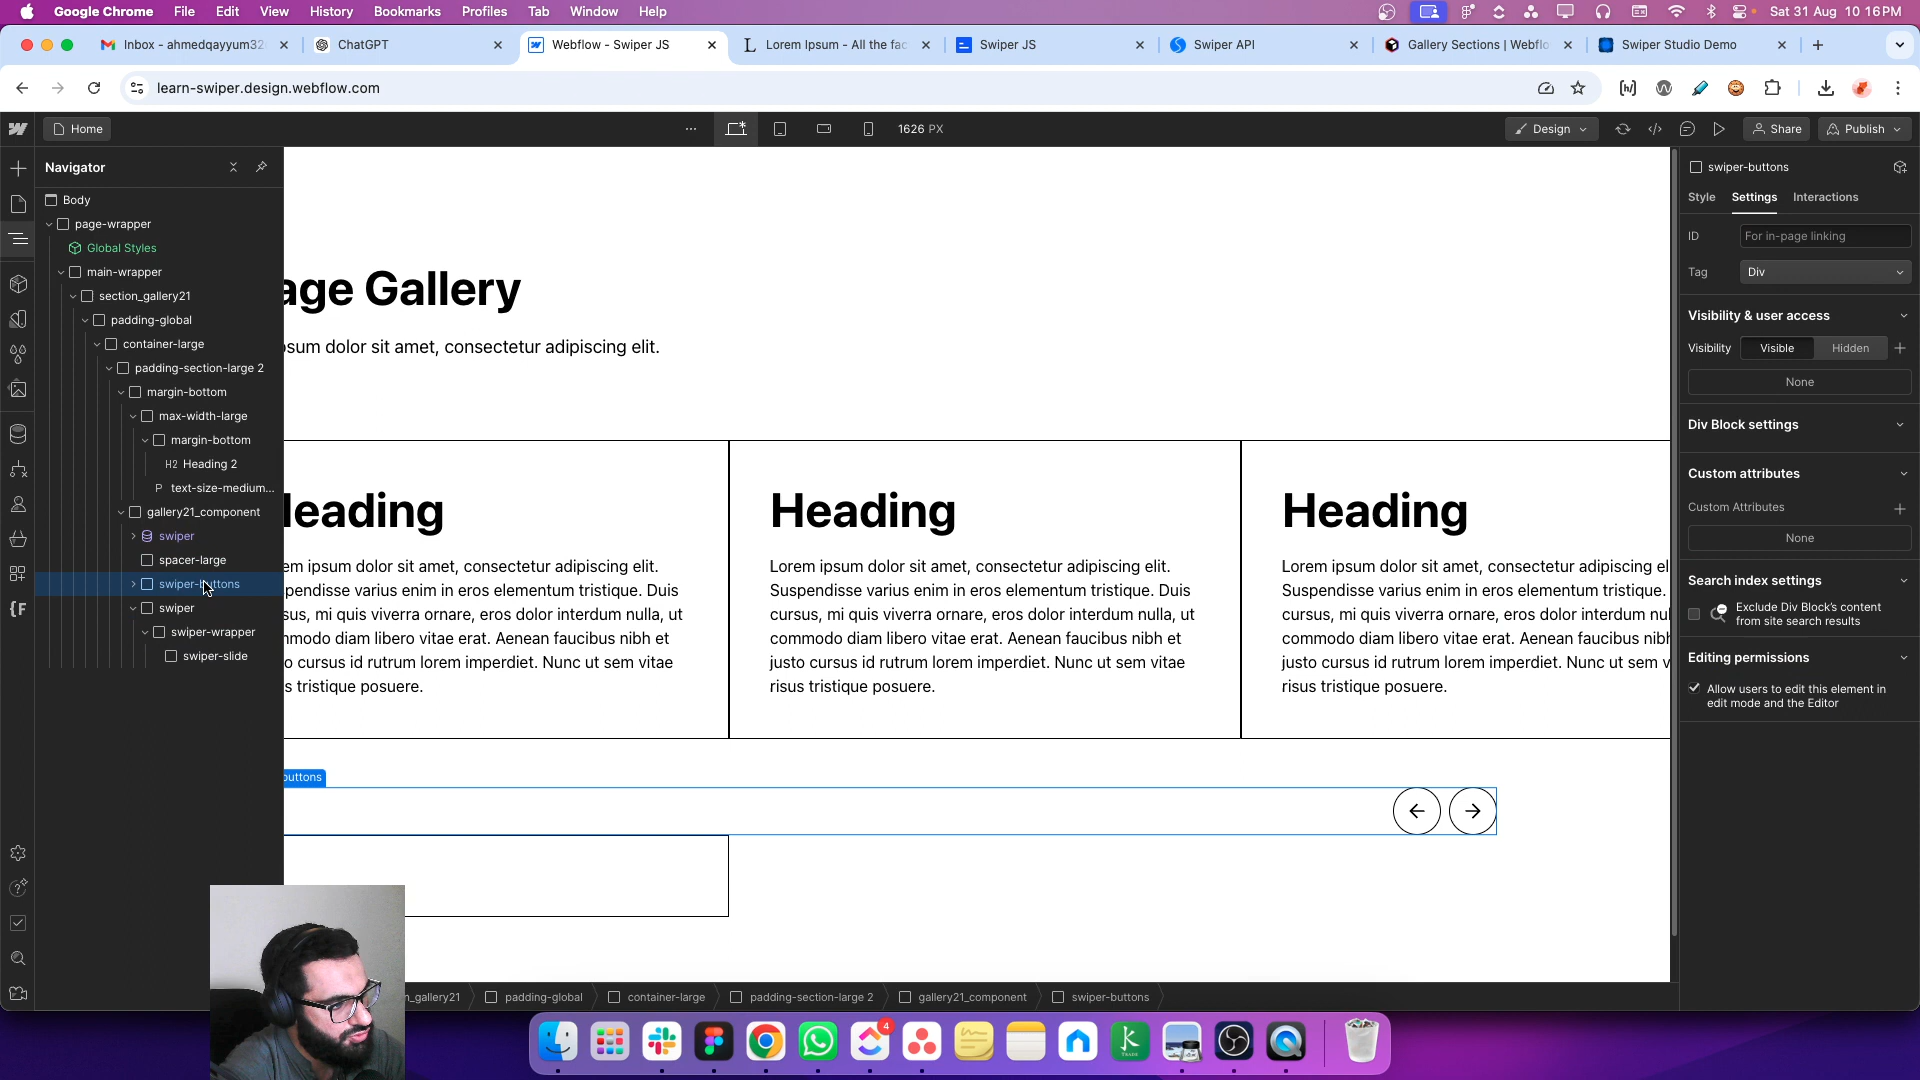 Google Chrome File Edit View History Bookmarks Profiles Tab Window Help Sat 31 Aug 10 16 PM
Inbox - ahmedqayyum32 ChatGPT Webflow - Swiper JS Lorem Ipsum - All the fac Swiper JS Swiper API Gallery Sections | Webflo Swiper Studio Demo
learn-swiper.design.webflow.com
Home 1626 PX Design Share Publish
Navigator
swiper-buttons
Style Settings Interactions
Body
page-wrapper
Global Styles
main-wrapper
section_gallery21
padding-global
container-large
padding-section-large 2
margin-bottom
max-width-large
margin-bottom
H2 Heading 2
P text-size-medium...
gallery21_component
swiper
spacer-large
swiper-buttons
swiper
swiper-wrapper
swiper-slide
age Gallery
sum dolor sit amet, consectetur adipiscing elit.
eading
em ipsum dolor sit amet, consectetur adipiscing elit.
spendisse varius enim in eros elementum tristique. Duis
sus, mi quis viverra ornare, eros dolor interdum nulla, ut
mmodo diam libero vitae erat. Aenean faucibus nibh et
o cursus id rutrum lorem imperdiet. Nunc ut sem vitae
s tristique posuere.
Heading
Lorem ipsum dolor sit amet, consectetur adipiscing elit.
Suspendisse varius enim in eros elementum tristique. Duis
cursus, mi quis viverra ornare, eros dolor interdum nulla, ut
commodo diam libero vitae erat. Aenean faucibus nibh et
justo cursus id rutrum lorem imperdiet. Nunc ut sem vitae
risus tristique posuere.
Heading
Lorem ipsum dolor sit amet, consectetur adipiscing el
Suspendisse varius enim in eros elementum tristique.
cursus, mi quis viverra ornare, eros dolor interdum nul
commodo diam libero vitae erat. Aenean faucibus nibh
justo cursus id rutrum lorem imperdiet. Nunc ut sem v
risus tristique posuere.
buttons
ID For in-page linking
Tag Div
Visibility & user access
Visibility Visible Hidden
None
Div Block settings
Custom attributes
Custom Attributes
None
Search index settings
Exclude Div Block's content
from site search results
Editing permissions
Allow users to edit this element in
edit mode and the Editor
n_gallery21 padding-global container-large padding-section-large 2 gallery21_component swiper-buttons
4
TRADE